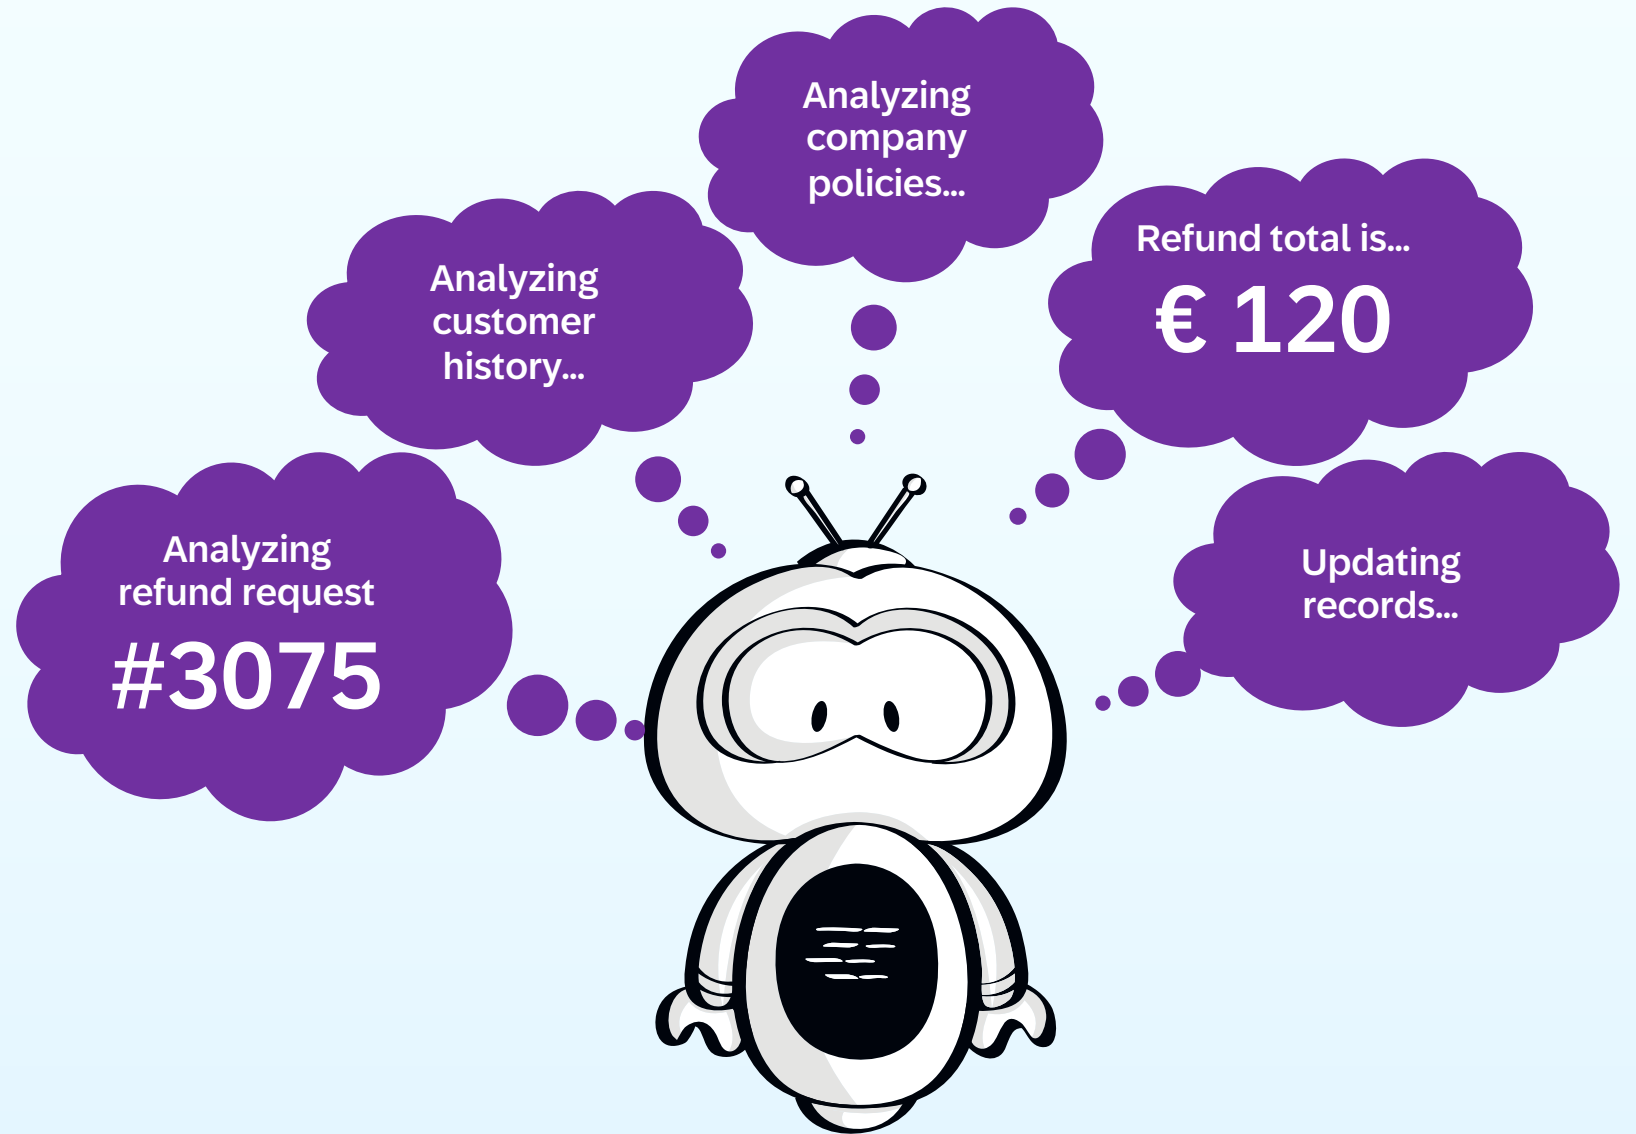 Analyzing
refund request
#3075
Analyzing
customer
history...
Analyzing
company
policies...
Refund total is...
€ 120
Updating
records...